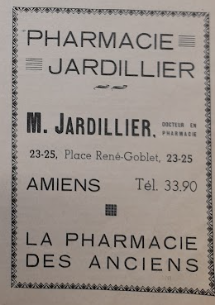 PHARMACIE
JARDILLIER
M. JARDILLIER, DOCTEUR EN
PHARMACIE
23-25, Place René-Goblet, 23-25
AMIENS Tél. 33.90
LA PHARMACIE
DES ANCIENS